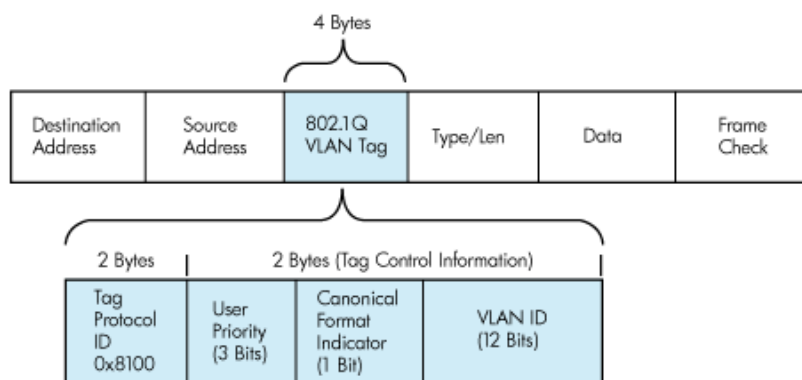 4 Bytes
Destination
Address
Source
Address
802.1Q
VLAN Tag
Type/Len
Data
Frame
Check
2 Bytes
2 Bytes (Tag Control Information)
Tag
Protocol
ID
0x8100
User
Priority
(3 Bits)
Canonical
Format
Indicator
(1 Bit)
VLAN ID
(12 Bits)